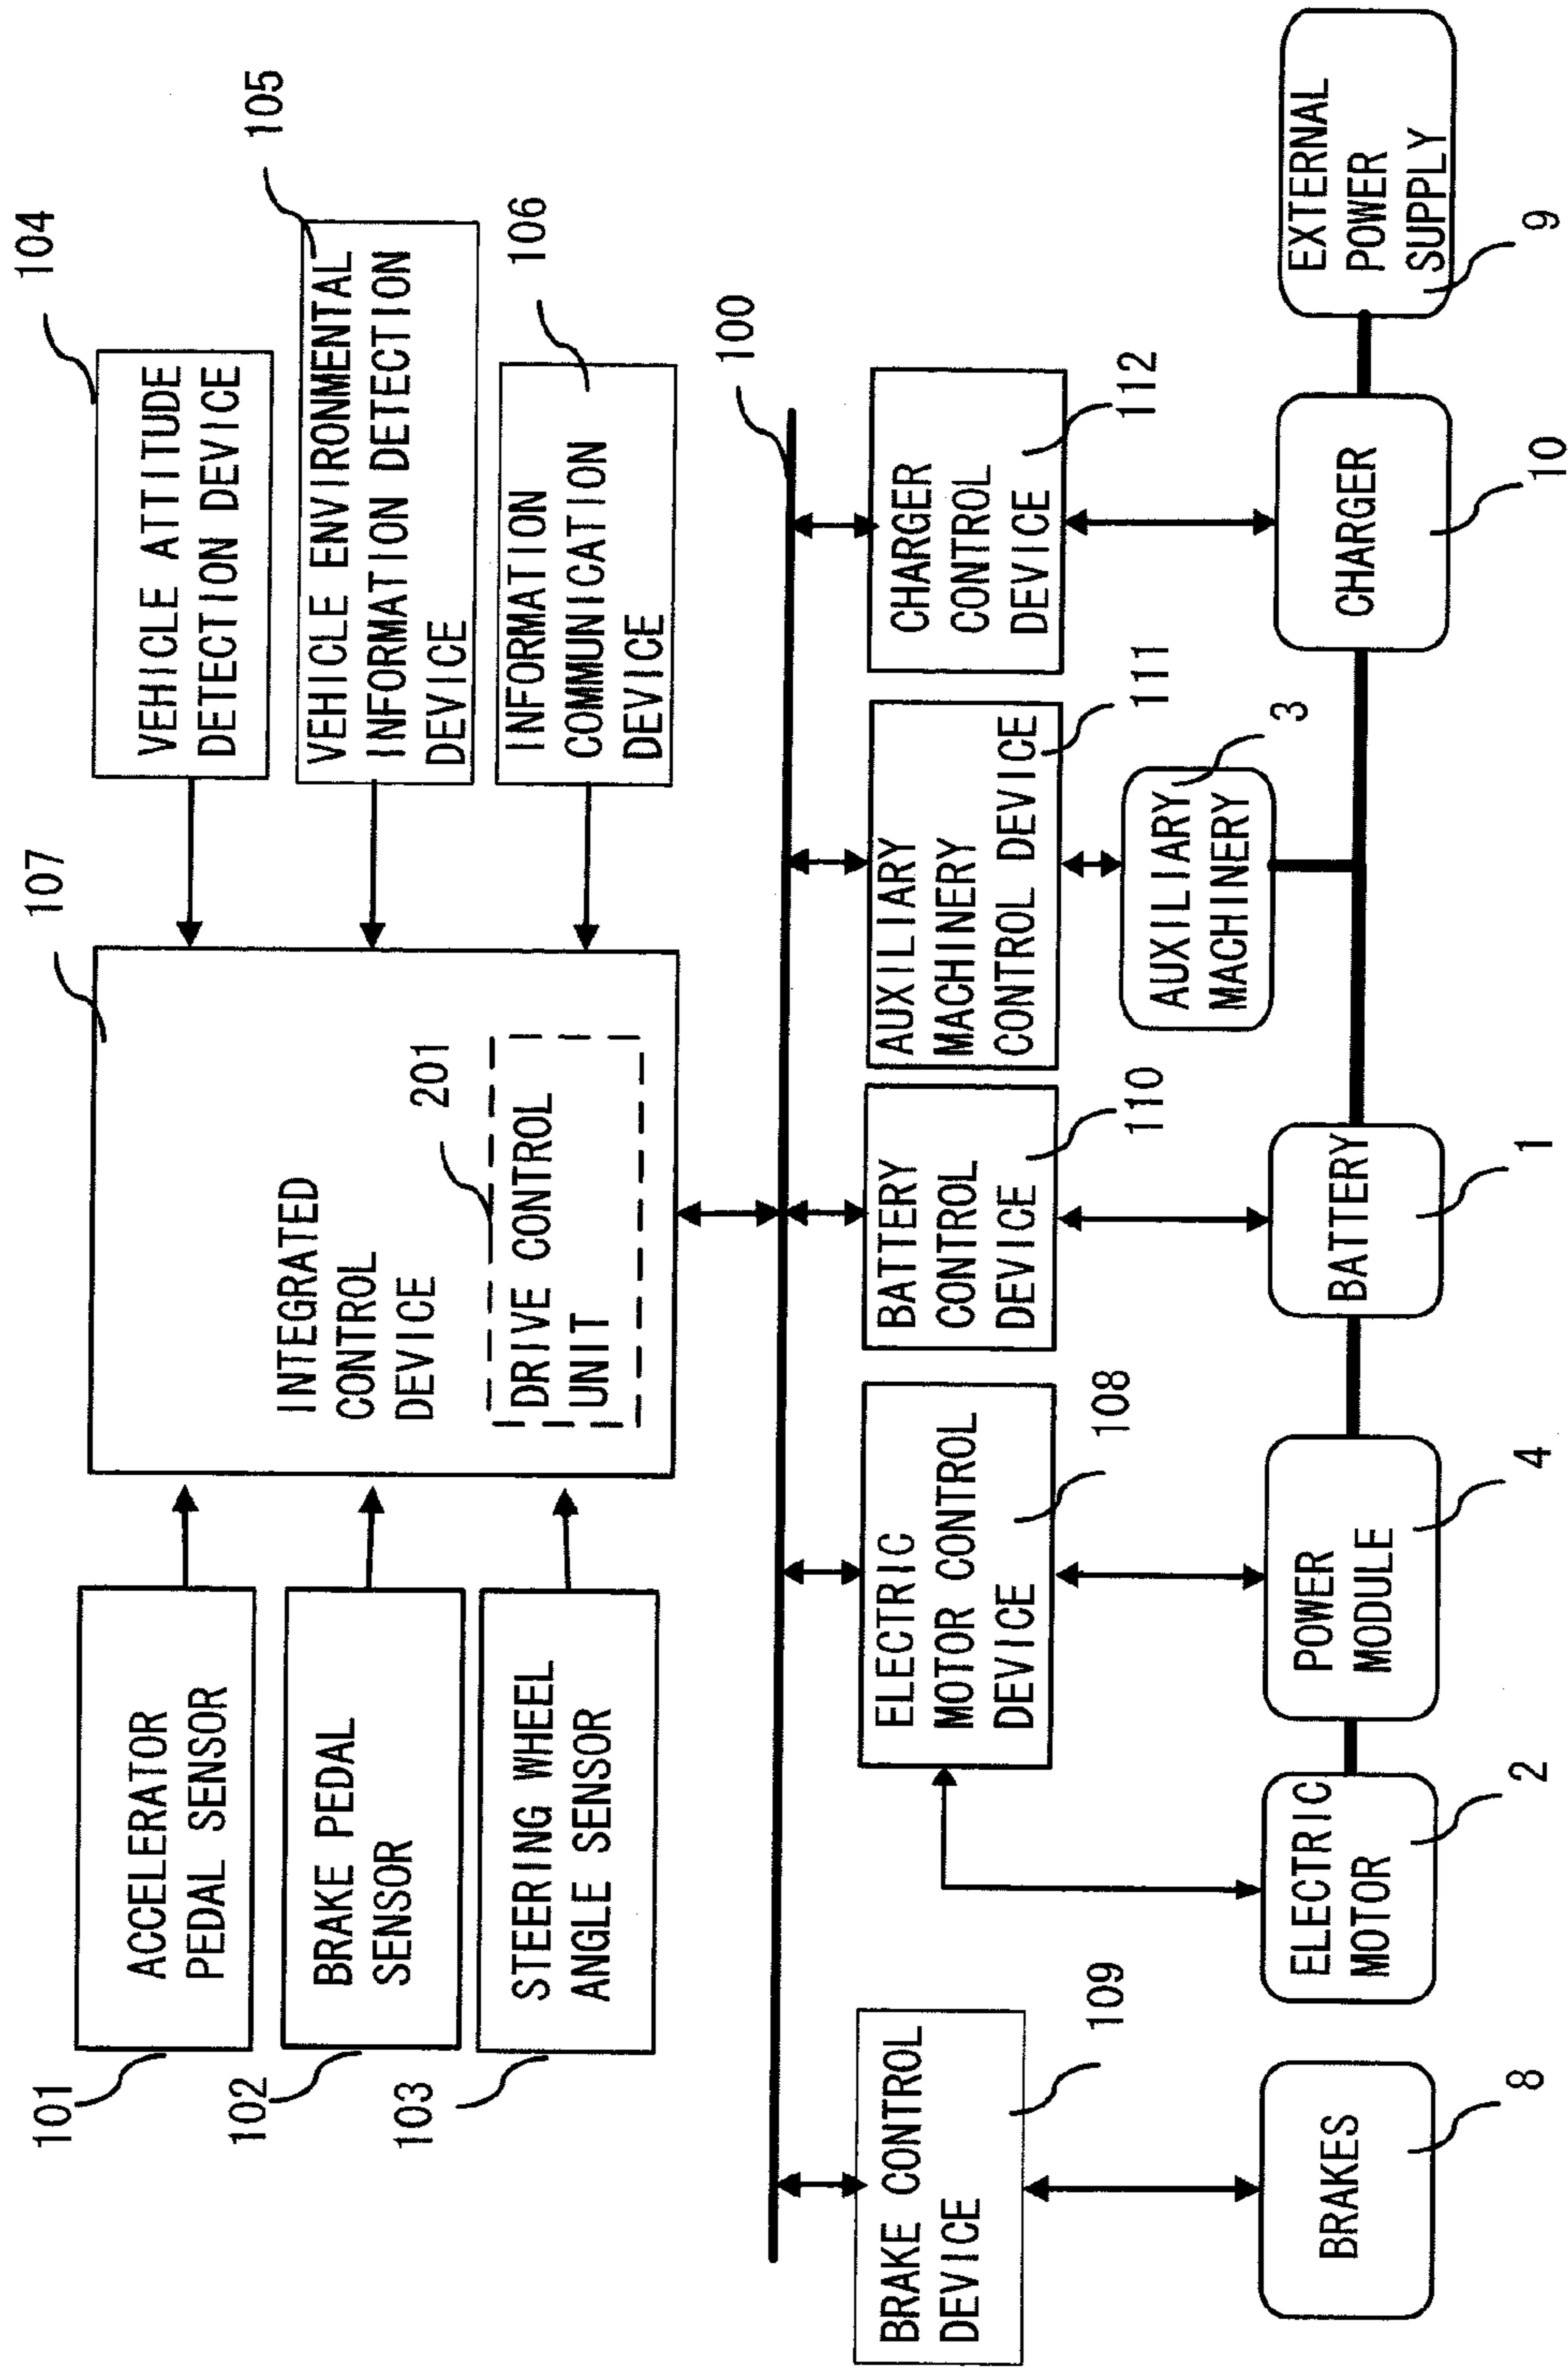 101
ACCELERATOR
PEDAL SENSOR
102
BRAKE PEDAL
SENSOR
103
STEERING WHEEL
ANGLE SENSOR
107
INTEGRATED
CONTROL
DEVICE
201
DRIVE CONTROL
UNIT
104
VEHICLE ATTITUDE
DETECTION DEVICE
105
VEHICLE ENVIRONMENTAL
INFORMATION DETECTION
DEVICE
106
INFORMATION
COMMUNICATION
DEVICE
100
BRAKE CONTROL
DEVICE
109
ELECTRIC
MOTOR CONTROL
DEVICE
108
BATTERY
CONTROL
DEVICE
110
AUXILIARY
MACHINERY
CONTROL DEVICE
111
CHARGER
CONTROL
DEVICE
112
AUXILIARY
MACHINERY
3
BRAKES
8
ELECTRIC
MOTOR
2
POWER
MODULE
4
BATTERY
1
CHARGER
10
EXTERNAL
POWER
SUPPLY
9